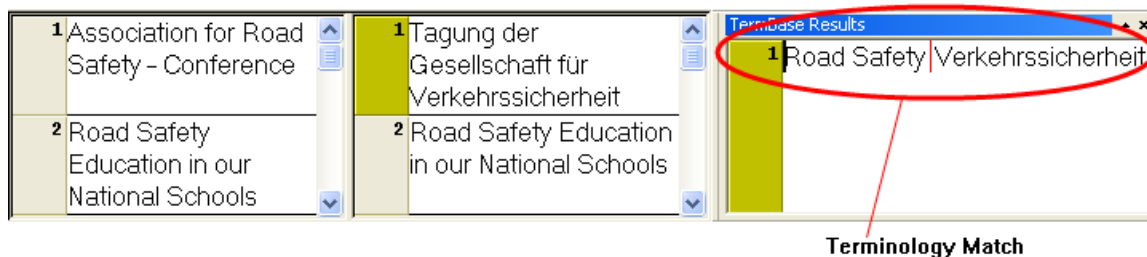 1 Association for Road
Safety - Conference
2 Road Safety
Education in our
National Schools
1 Tagung der
Gesellschaft für
Verkehrssicherheit
2 Road Safety Education
in our National Schools
TermBase Results
1 Road Safety Verkehrssicherheit
Terminology Match